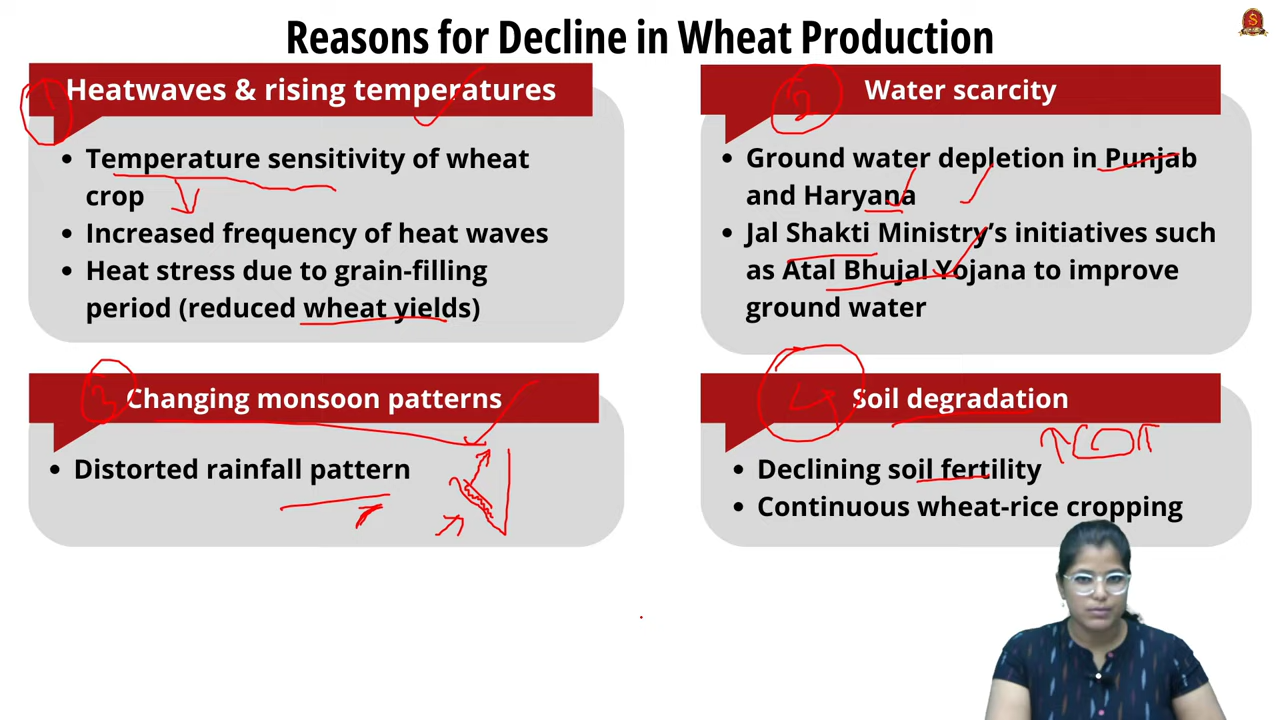 Reasons for Decline in Wheat Production
1
Heatwaves & rising temperatures
• Temperature sensitivity of wheat
crop
• Increased frequency of heat waves
• Heat stress due to grain-filling
period (reduced wheat yields)
Water scarcity
• Ground water depletion in Punjab
and Haryana
• Jal Shakti Ministry's initiatives such
as Atal Bhujal Yojana to improve
ground water
3
Changing monsoon patterns
• Distorted rainfall pattern
4
Soil degradation
• Declining soil fertility
• Continuous wheat-rice cropping